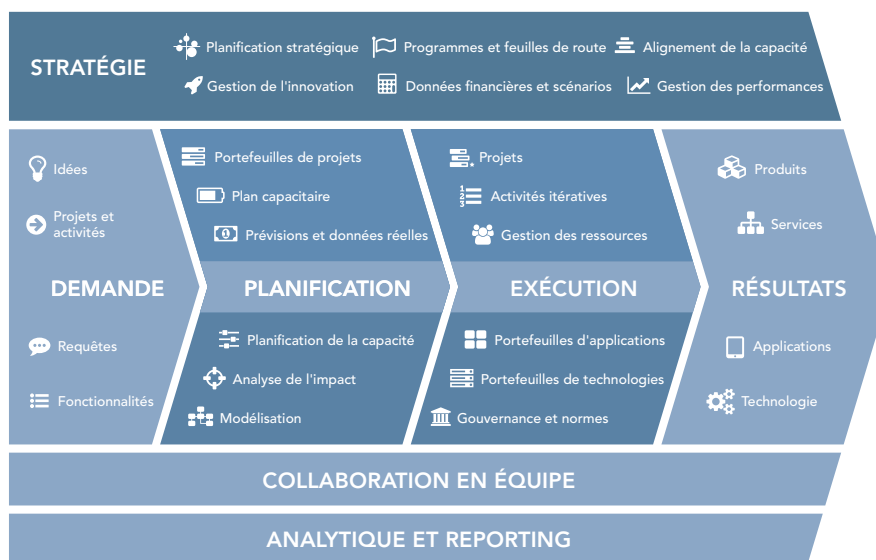 STRATÉGIE
Planification stratégique
Programmes et feuilles de route
Alignement de la capacité
Gestion de l'innovation
Données financières et scénarios
Gestion des performances
Idées
Projets et
activités
DEMANDE
Requêtes
Fonctionnalités
Portefeuilles de projets
Plan capacitaire
Prévisions et données réelles
PLANIFICATION
Planification de la capacité
Analyse de l'impact
Modélisation
1
2
3
Projets
Activités itératives
Gestion des ressources
EXÉCUTION
Portefeuilles d'applications
Portefeuilles de technologies
Gouvernance et normes
Produits
Services
RÉSULTATS
Applications
Technologie
COLLABORATION EN ÉQUIPE
ANALYTIQUE ET REPORTING